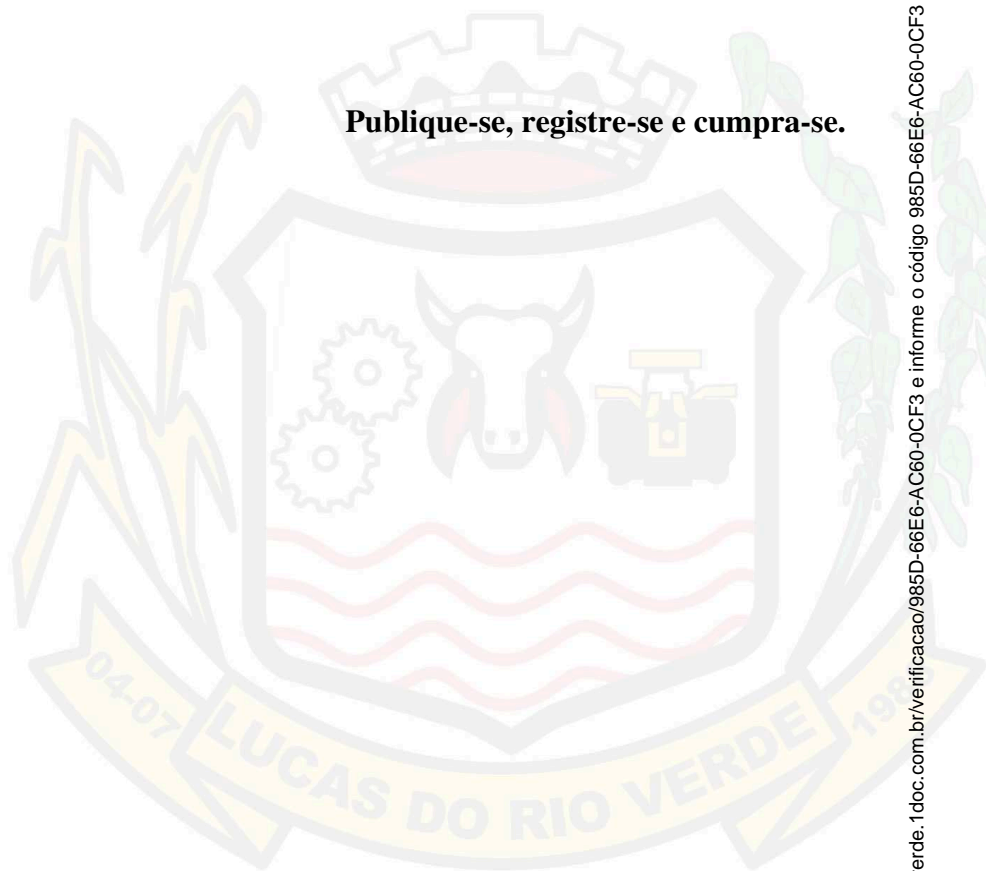 Publique-se, registre-se e cumpra-se.
04-07
LUCAS DO RIO VERDE
1988
erde.1doc.com.br/verificacao/985D-66E6-AC60-0CF3 e informe o código 985D-66E6-AC60-0CF3